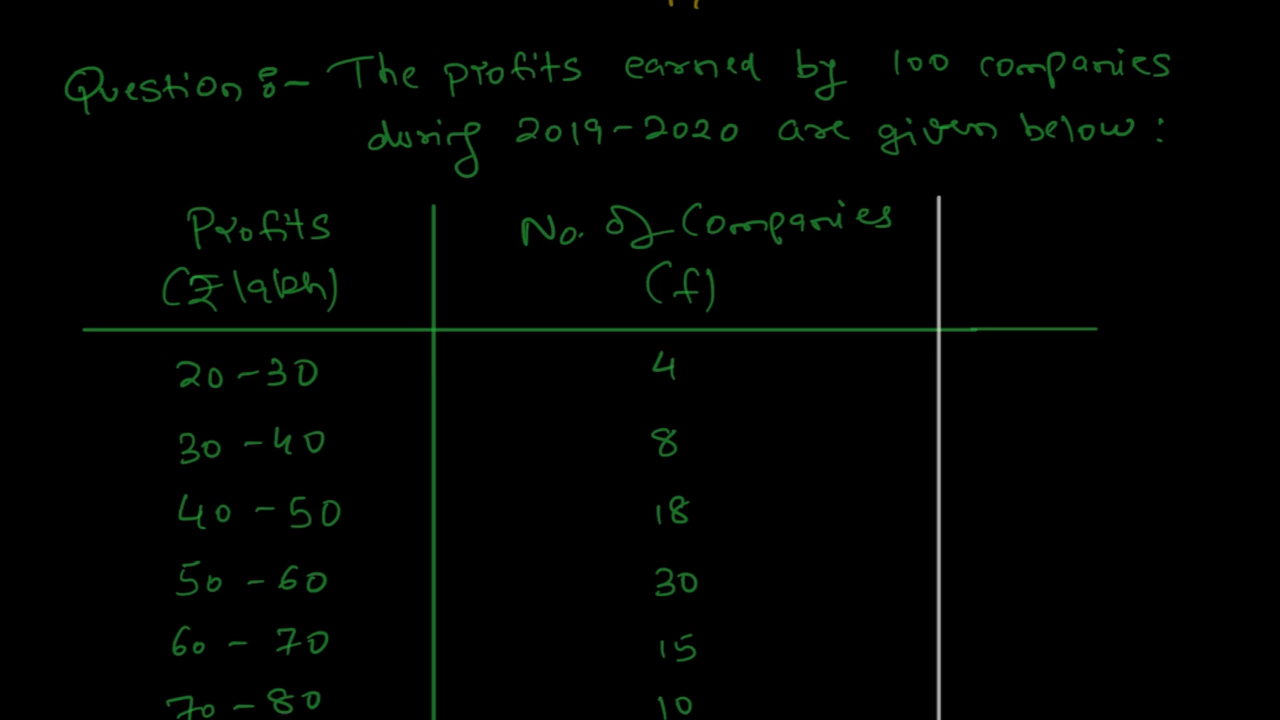 Question :- The profits earned by 100 companies
during 2019-2020 are given below :
Profits No. of Companies
(₹ lakh) (f)
20-30 4
30-40 8
40-50 18
50-60 30
60-70 15
70-80 10